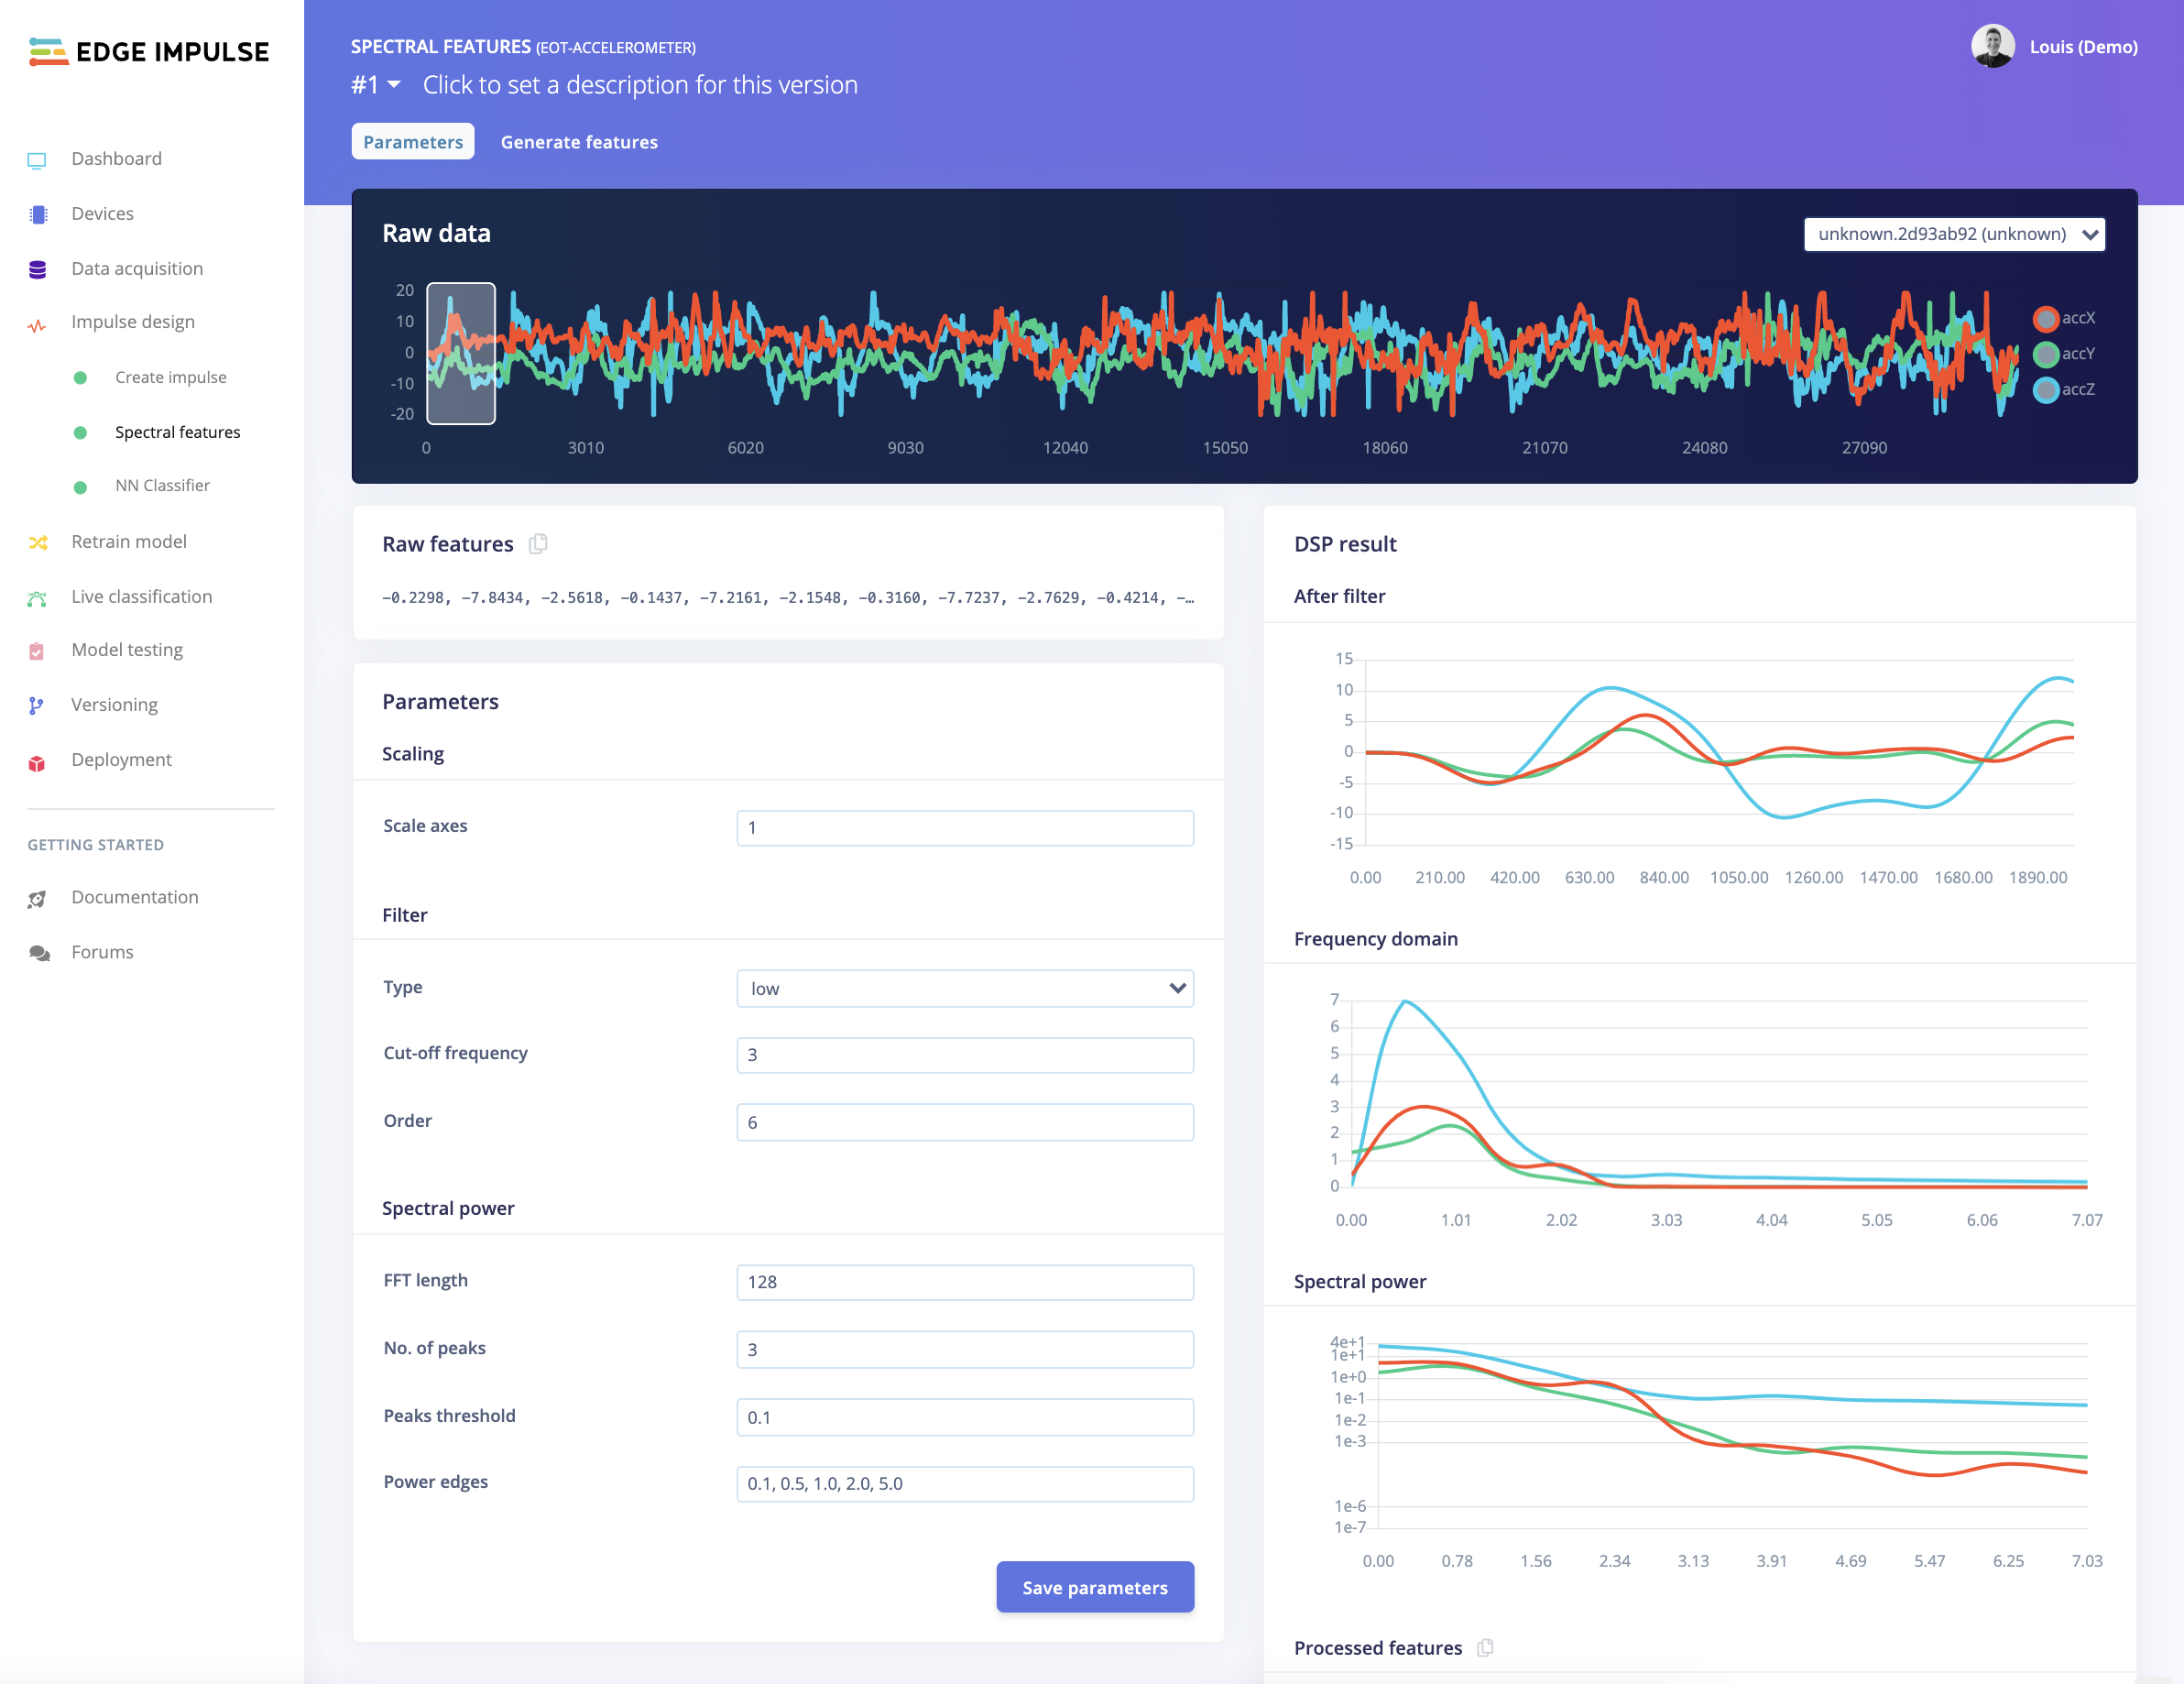 EDGE IMPULSE
Dashboard
Devices
Data acquisition
Impulse design
Create impulse
Spectral features
NN Classifier
Retrain model
Live classification
Model testing
Versioning
Deployment
GETTING STARTED
Documentation
Forums
SPECTRAL FEATURES (EOT-ACCELEROMETER)
#1 Click to set a description for this version
Louis (Demo)
Parameters Generate features
Raw data
unknown.2d93ab92 (unknown)
20
10
0
-10
-20
0 3010 6020 9030 12040 15050 18060 21070 24080 27090
accX
accY
accZ
Raw features
-0.2298, -7.8434, -2.5618, -0.1437, -7.2161, -2.1548, -0.3160, -7.7237, -2.7629, -0.4214, -…
Parameters
Scaling
Scale axes 1
Filter
Type low
Cut-off frequency 3
Order 6
Spectral power
FFT length 128
No. of peaks 3
Peaks threshold 0.1
Power edges 0.1, 0.5, 1.0, 2.0, 5.0
Save parameters
DSP result
After filter
15
10
5
0
-5
-10
-15
0.00 210.00 420.00 630.00 840.00 1050.00 1260.00 1470.00 1680.00 1890.00
Frequency domain
7
6
5
4
3
2
1
0
0.00 1.01 2.02 3.03 4.04 5.05 6.06 7.07
Spectral power
4e+1
1e+1
1e+0
1e-1
1e-2
1e-3
1e-6
1e-7
0.00 0.78 1.56 2.34 3.13 3.91 4.69 5.47 6.25 7.03
Processed features